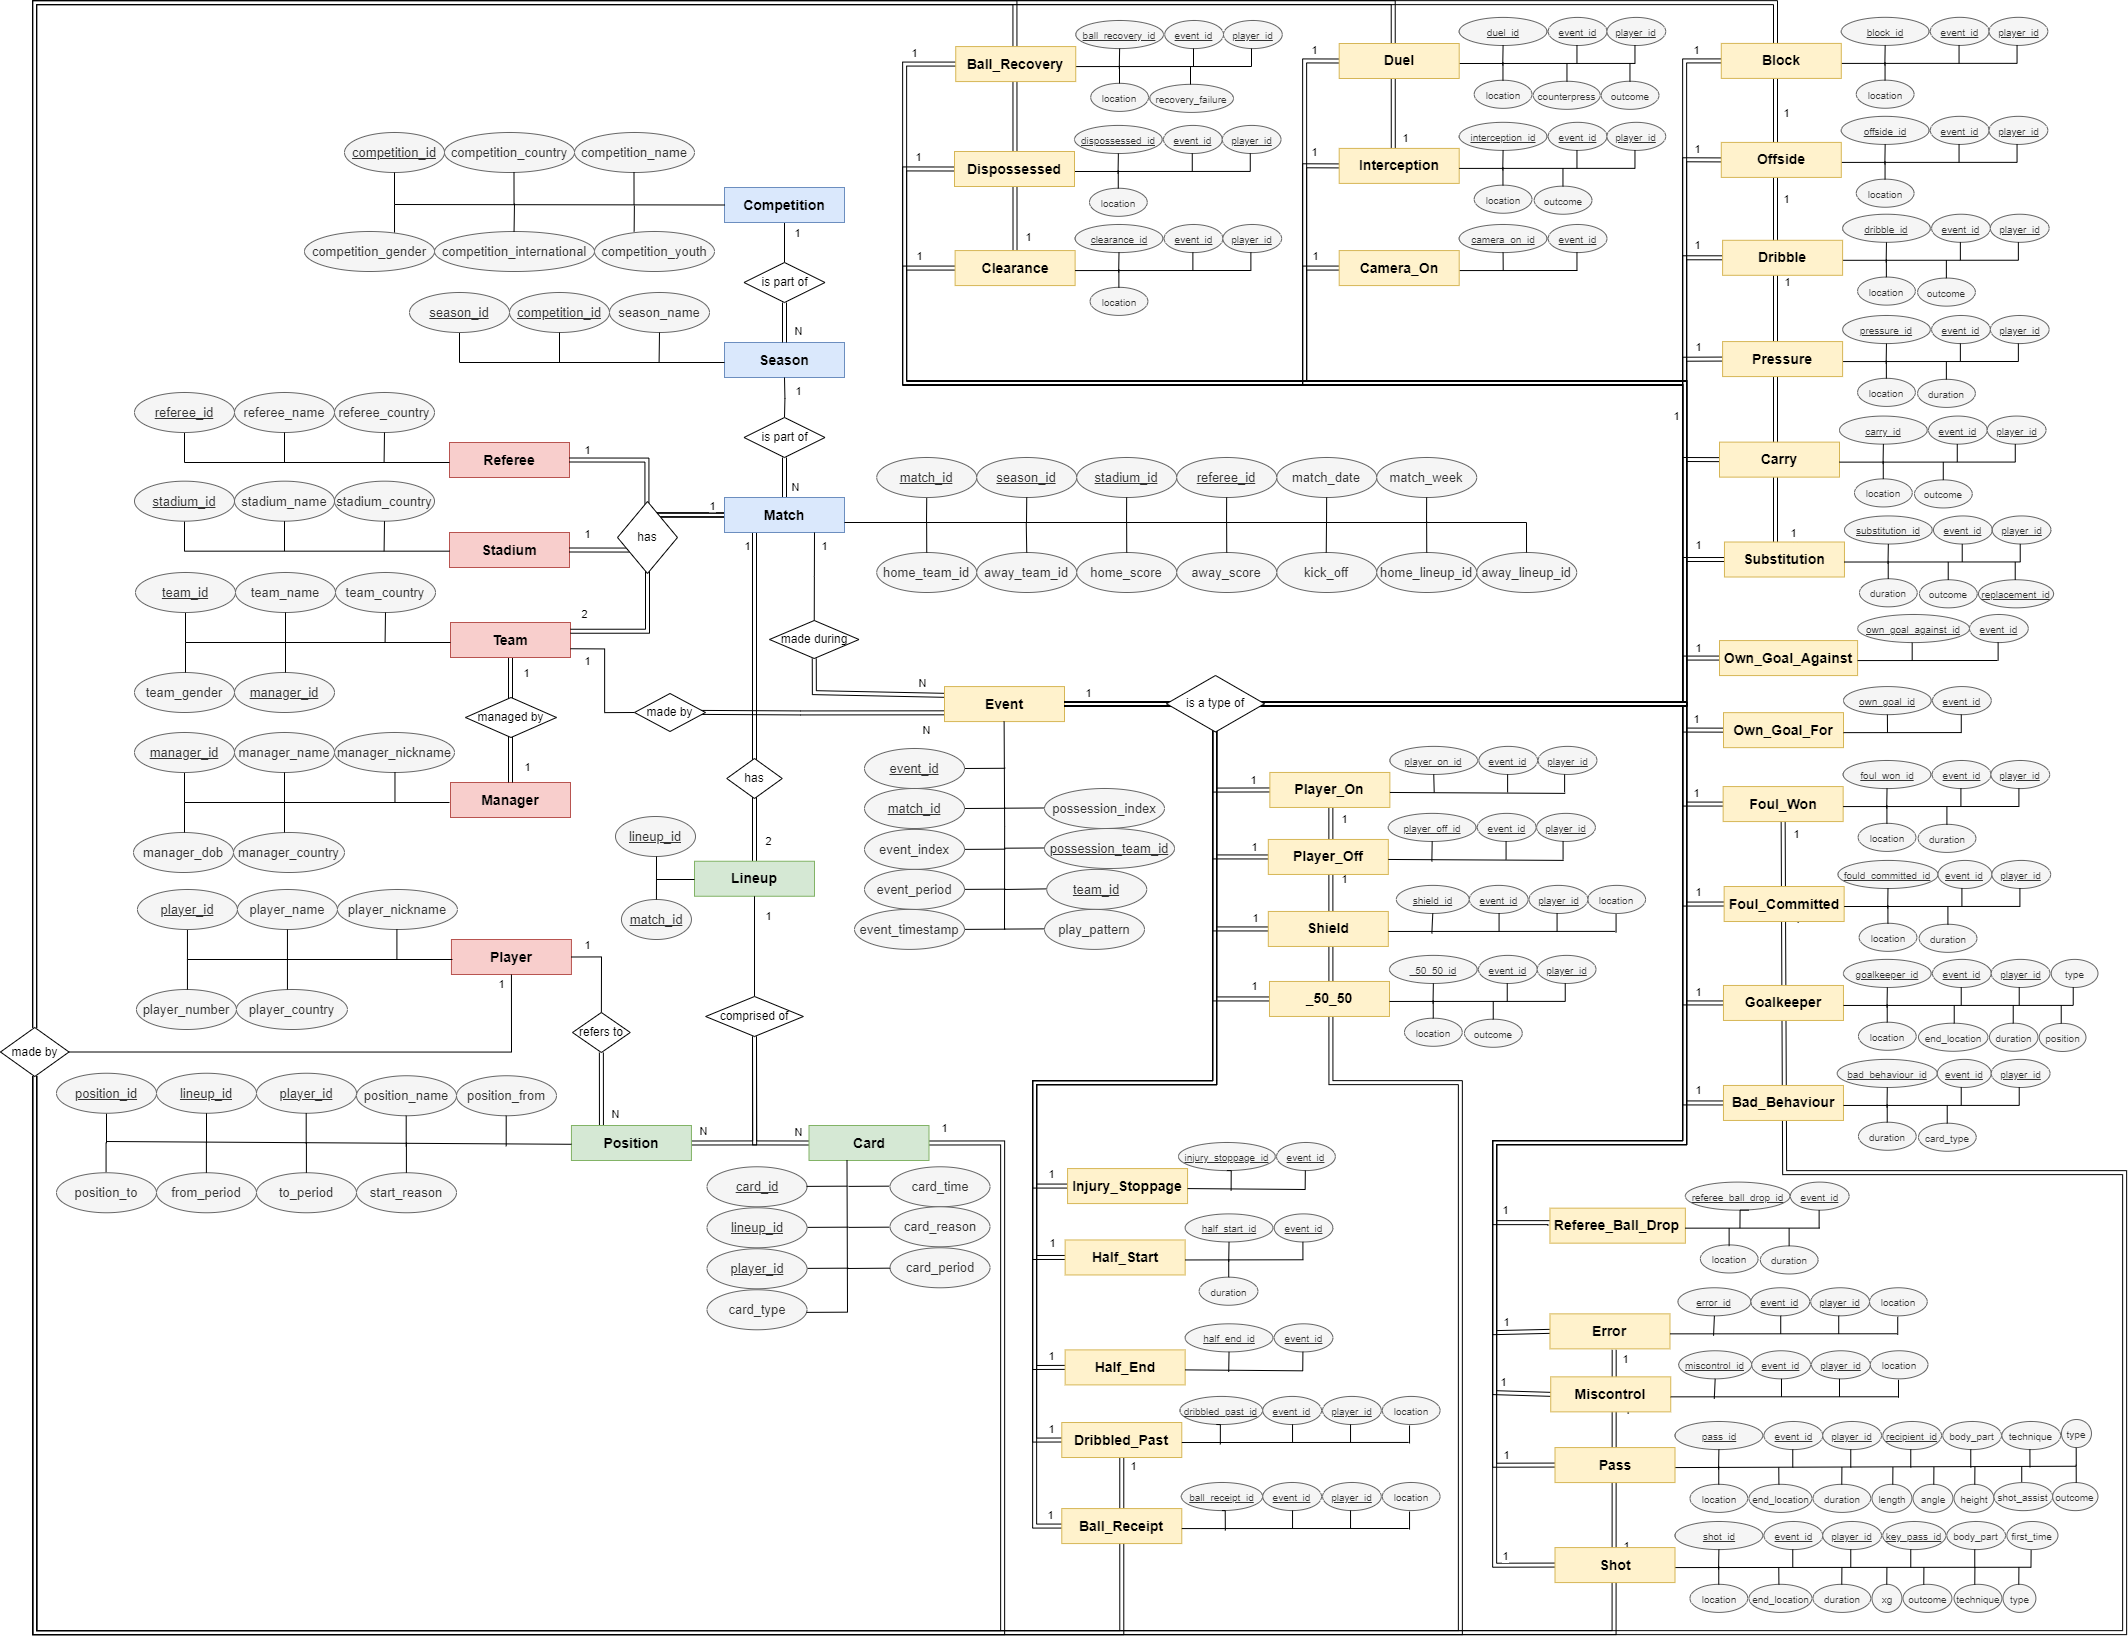 Competition
competition_id
competition_country
competition_name
competition_gender
competition_international
competition_youth
1
is part of
N
Season
season_id
competition_id
season_name
1
is part of
N
Match
match_id
season_id
stadium_id
referee_id
match_date
match_week
home_team_id
away_team_id
home_score
away_score
kick_off
home_lineup_id
away_lineup_id
1
1
1
has
Referee
1
referee_id
referee_name
referee_country
Stadium
1
stadium_id
stadium_name
stadium_country
Team
2
1
1
team_id
team_name
team_country
team_gender
manager_id
managed by
1
Manager
manager_id
manager_name
manager_nickname
manager_dob
manager_country
Player
1
1
player_id
player_name
player_nickname
player_number
player_country
made by
refers to
N
Position
N
position_id
lineup_id
player_id
position_name
position_from
position_to
from_period
to_period
start_reason
has
2
Lineup
1
lineup_id
match_id
comprised of
N
Card
1
card_id
lineup_id
player_id
card_type
card_time
card_reason
card_period
made during
N
made by
N
Event
1
event_id
match_id
event_index
event_period
event_timestamp
possession_index
possession_team_id
team_id
play_pattern
is a type of
1
Ball_Recovery
ball_recovery_id
event_id
player_id
location
recovery_failure
1
Dispossessed
dispossessed_id
event_id
player_id
location
1
1
Clearance
clearance_id
event_id
player_id
location
1
Duel
duel_id
event_id
player_id
location
counterpress
outcome
1
1
Interception
interception_id
event_id
player_id
location
outcome
1
Camera_On
camera_on_id
event_id
1
Block
block_id
event_id
player_id
location
1
1
Offside
offside_id
event_id
player_id
location
1
1
Dribble
dribble_id
event_id
player_id
location
outcome
1
1
Pressure
pressure_id
event_id
player_id
location
duration
1
Carry
carry_id
event_id
player_id
location
outcome
1
1
Substitution
substitution_id
event_id
player_id
duration
outcome
replacement_id
1
Own_Goal_Against
own_goal_against_id
event_id
1
Own_Goal_For
own_goal_id
event_id
1
Foul_Won
foul_won_id
event_id
player_id
location
duration
1
1
Foul_Committed
fould_committed_id
event_id
player_id
location
duration
1
Goalkeeper
goalkeeper_id
event_id
player_id
type
location
end_location
duration
position
1
Bad_Behaviour
bad_behaviour_id
event_id
player_id
duration
card_type
1
Player_On
player_on_id
event_id
player_id
1
1
Player_Off
player_off_id
event_id
player_id
1
1
Shield
shield_id
event_id
player_id
location
1
_50_50
_50_50_id
event_id
player_id
location
outcome
1
Injury_Stoppage
injury_stoppage_id
event_id
1
Half_Start
half_start_id
event_id
duration
1
Half_End
half_end_id
event_id
1
Dribbled_Past
dribbled_past_id
event_id
player_id
location
1
1
Ball_Receipt
ball_receipt_id
event_id
player_id
location
1
Referee_Ball_Drop
referee_ball_drop_id
event_id
location
duration
1
Error
error_id
event_id
player_id
location
1
1
Miscontrol
miscontrol_id
event_id
player_id
location
1
Pass
pass_id
event_id
player_id
recipient_id
body_part
technique
type
location
end_location
duration
length
angle
height
shot_assist
outcome
1
1
Shot
shot_id
event_id
player_id
key_pass_id
body_part
first_time
location
end_location
duration
xg
outcome
technique
type